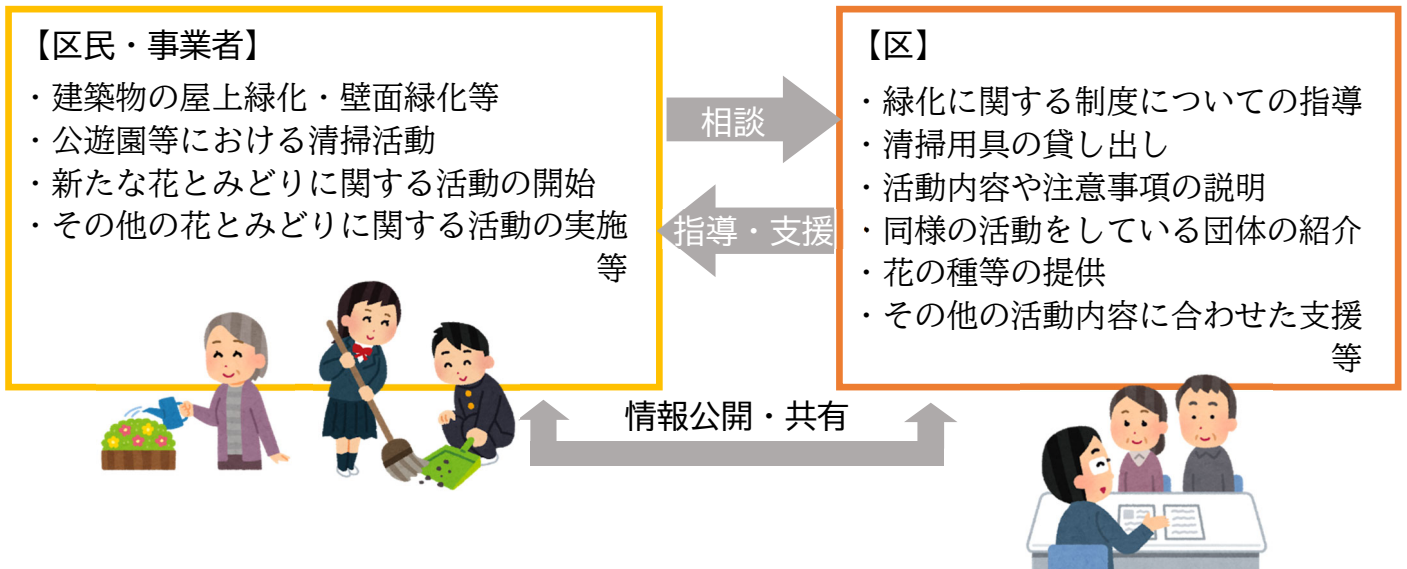 【区民・事業者】
・建築物の屋上緑化・壁面緑化等
・公遊園等における清掃活動
・新たな花とみどりに関する活動の開始
・その他の花とみどりに関する活動の実施
等
相談
指導・支援
【区】
・緑化に関する制度についての指導
・清掃用具の貸し出し
・活動内容や注意事項の説明
・同様の活動をしている団体の紹介
・花の種等の提供
・その他の活動内容に合わせた支援
等
情報公開・共有